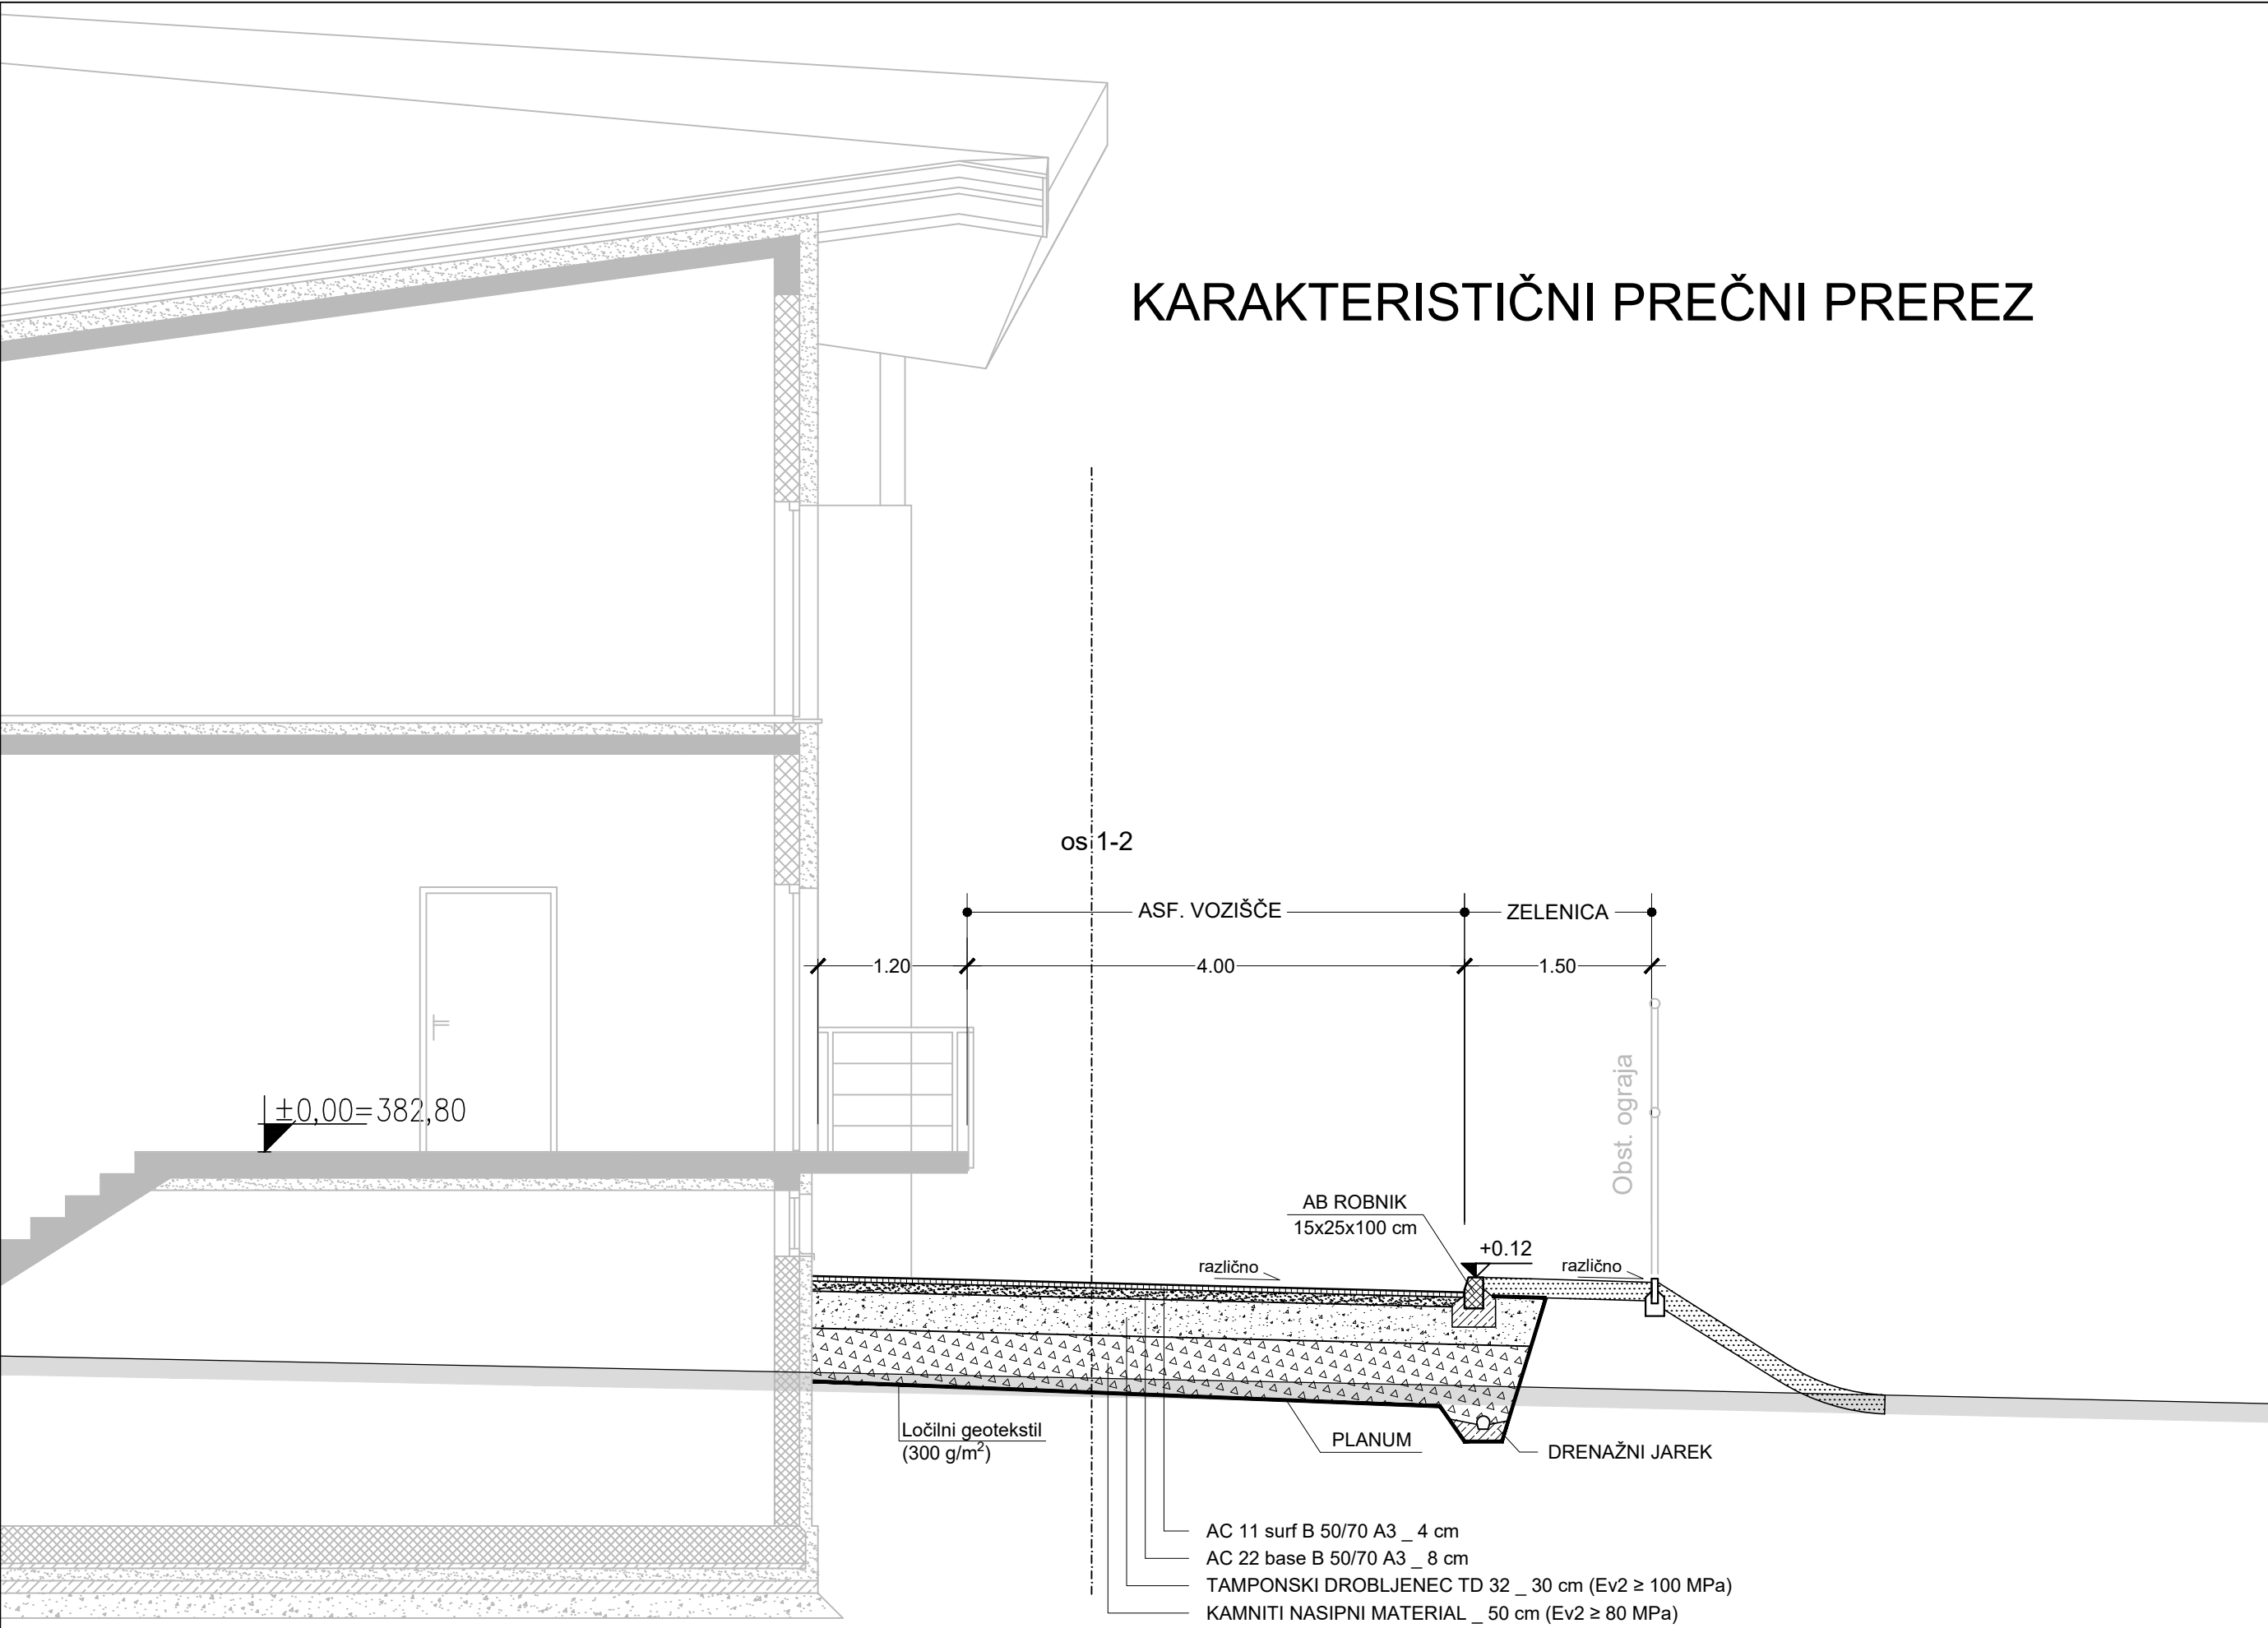 KARAKTERISTIČNI PREČNI PREREZ
os 1-2
ASF. VOZIŠČE
ZELENICA
1.20
4.00
1.50
Obst. ograja
±0,00=382,80
AB ROBNIK
15x25x100 cm
+0.12
različno
različno
Ločilni geotekstil
(300 g/m²)
PLANUM
DRENAŽNI JAREK
AC 11 surf B 50/70 A3 _ 4 cm
AC 22 base B 50/70 A3 _ 8 cm
TAMPONSKI DROBLJENEC TD 32 _ 30 cm (Ev2 ≥ 100 MPa)
KAMNITI NASIPNI MATERIAL _ 50 cm (Ev2 ≥ 80 MPa)